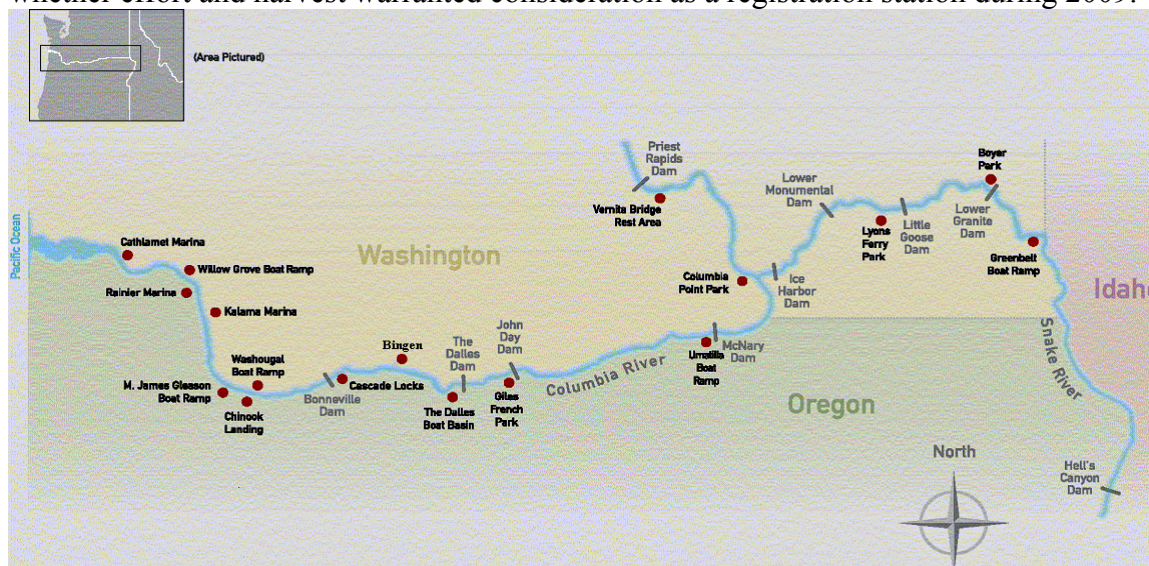 whether effort and harvest warranted consideration as a registration station during 2009.
(Area Pictured)
Priest
Rapids
Dam
Boyer
Park
Lower
Monumental
Dam
Vernita Bridge
Rest Area
Lyons
Ferry
Park
Little
Goose
Dam
Lower
Granite
Dam
Pacific Ocean
Cathlamet Marina
Washington
Greenbelt
Boat Ramp
Willow Grove Boat Ramp
Columbia
Point Park
Ice
Harbor
Dam
Idaho
Rainier Marina
Kalama Marina
John
Day
Dam
The
Dalles
Dam
Bingen
McNary
Dam
Umatilla
Boat
Ramp
Snake River
Washougal
Boat Ramp
Columbia River
M. James Gleason
Boat Ramp
Cascade Locks
Bonneville
Dam
Giles
French
Park
Chinook
Landing
The Dalles
Boat Basin
Oregon
North
Hell's
Canyon
Dam